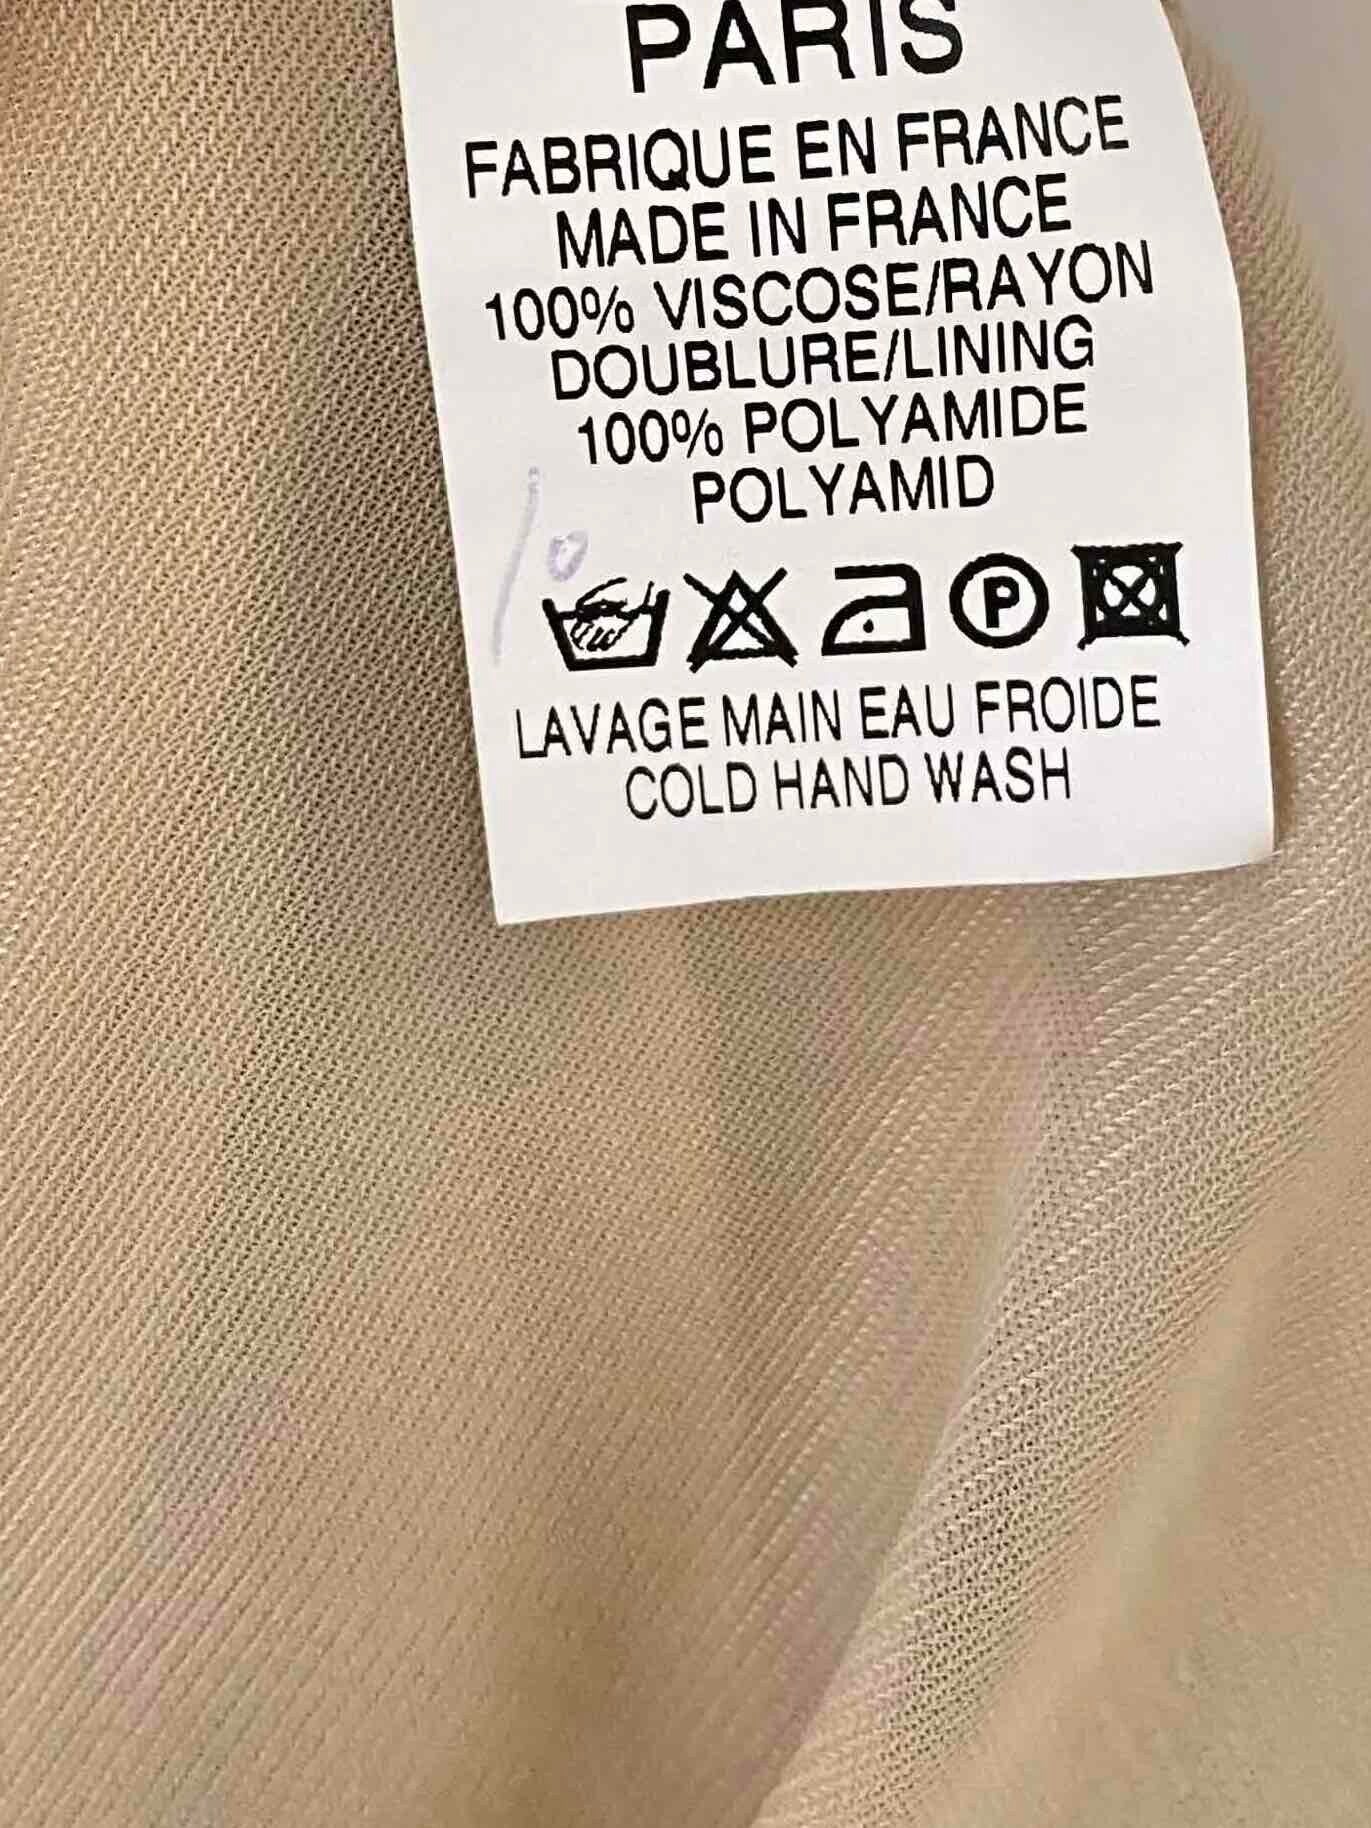 PARIS
FABRIQUE EN FRANCE
MADE IN FRANCE
100% VISCOSE/RAYON
DOUBLURE/LINING
100% POLYAMIDE
POLYAMID
P
LAVAGE MAIN EAU FROIDE
COLD HAND WASH